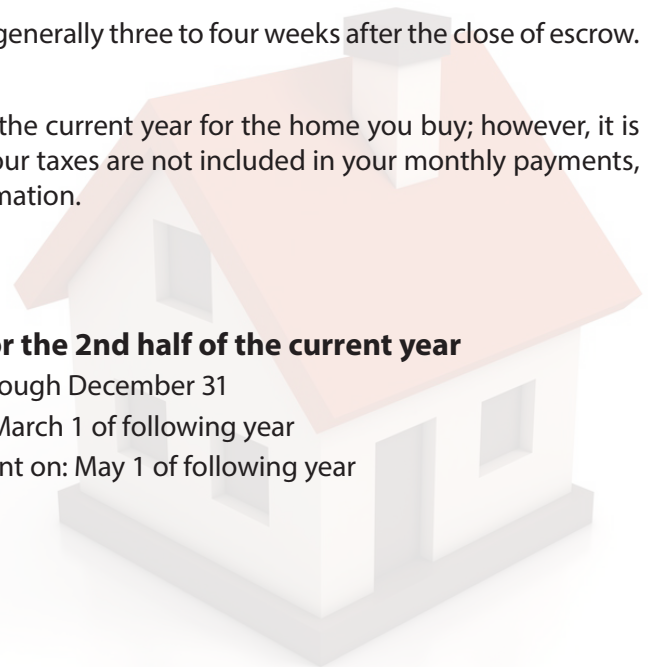 generally three to four weeks after the close of escrow.
the current year for the home you buy; however, it is
our taxes are not included in your monthly payments,
mation.
or the 2nd half of the current year
ough December 31
March 1 of following year
nt on: May 1 of following year